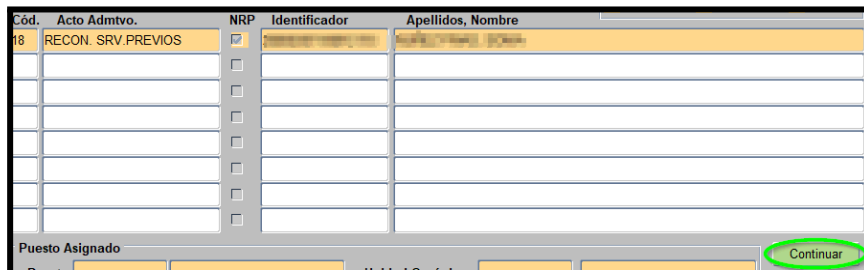 Cód. Acto Admtvo. NRP Identificador Apellidos, Nombre
18 RECON. SRV.PREVIOS
Puesto Asignado
Continuar